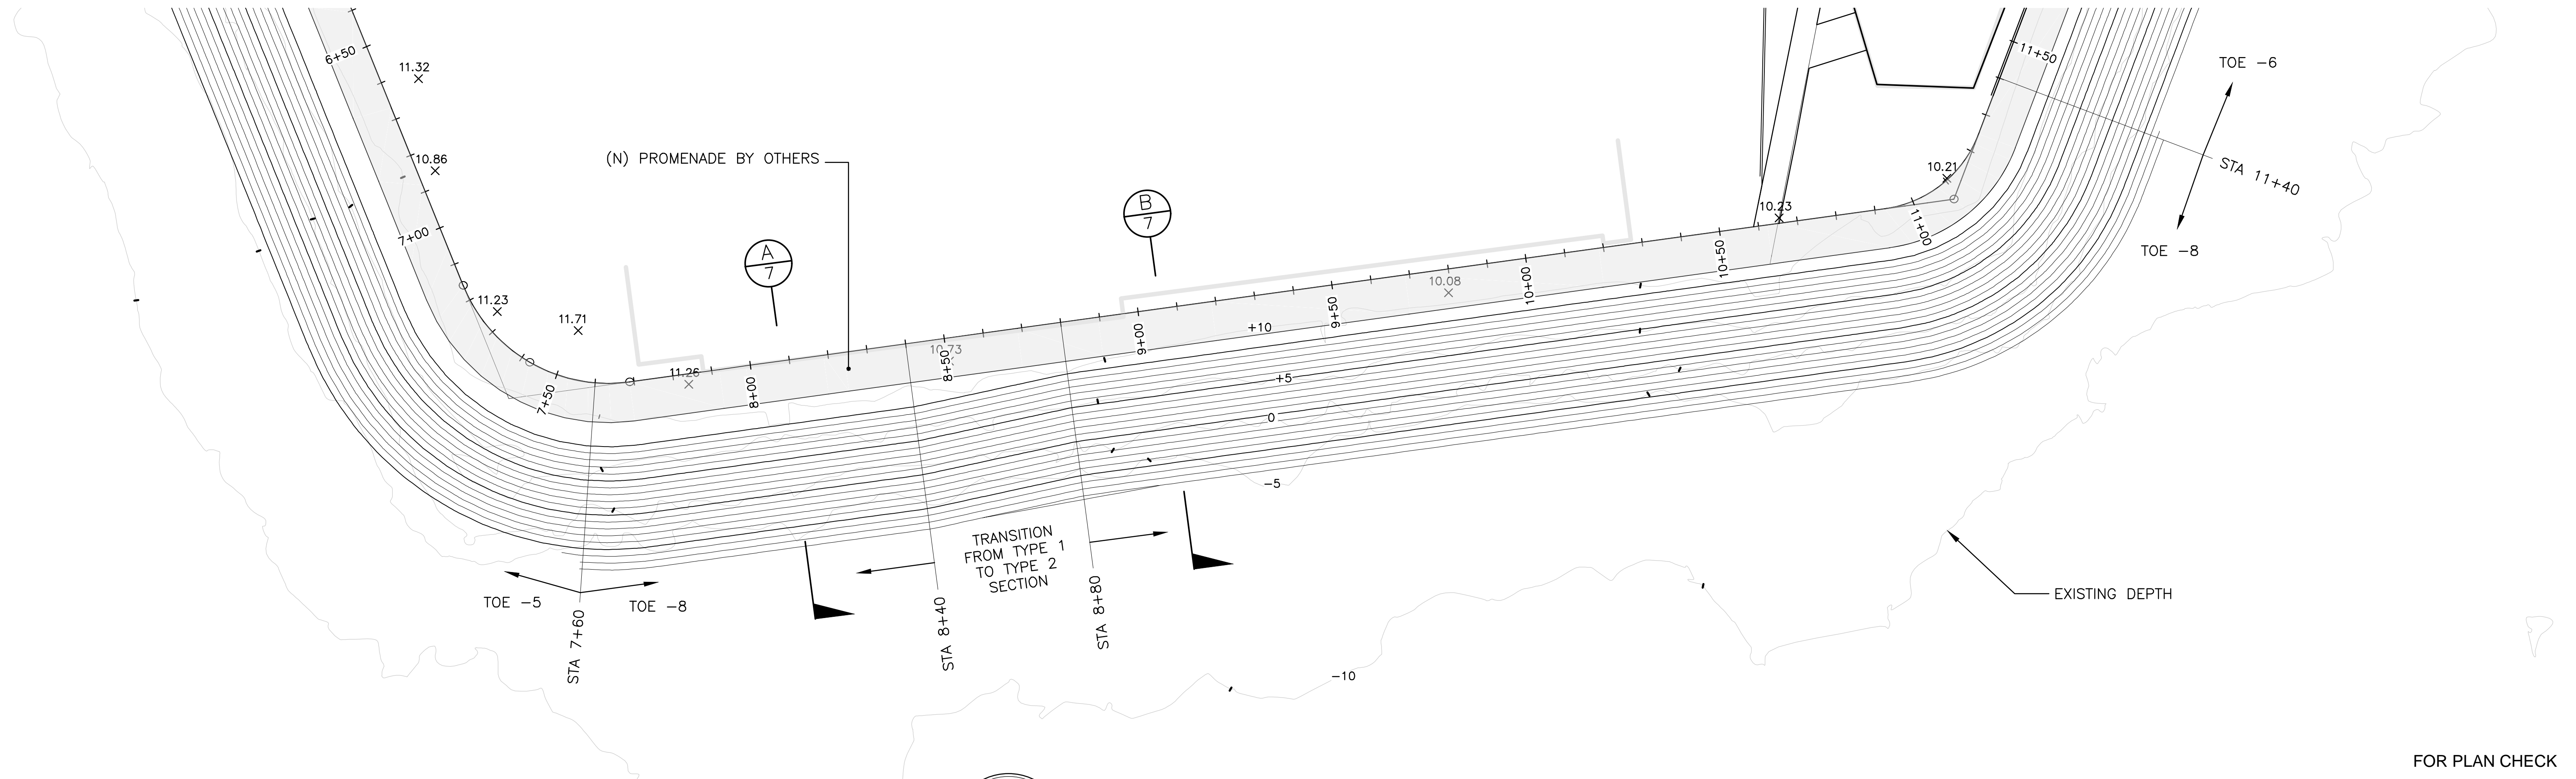 6+50
11.32
10.86
7+00
11.23
11.71
(N) PROMENADE BY OTHERS
A
7
B
7
11.26
7+50
8+00
10.73
8+50
9+00
+10
9+50
10.08
10+00
10+50
10.23
10.21
11+00
11+50
+5
0
-5
TOE -6
STA 11+40
TOE -8
TRANSITION
FROM TYPE 1
TO TYPE 2
SECTION
TOE -5
TOE -8
STA 7+60
STA 8+40
STA 8+80
EXISTING DEPTH
-10
FOR PLAN CHECK